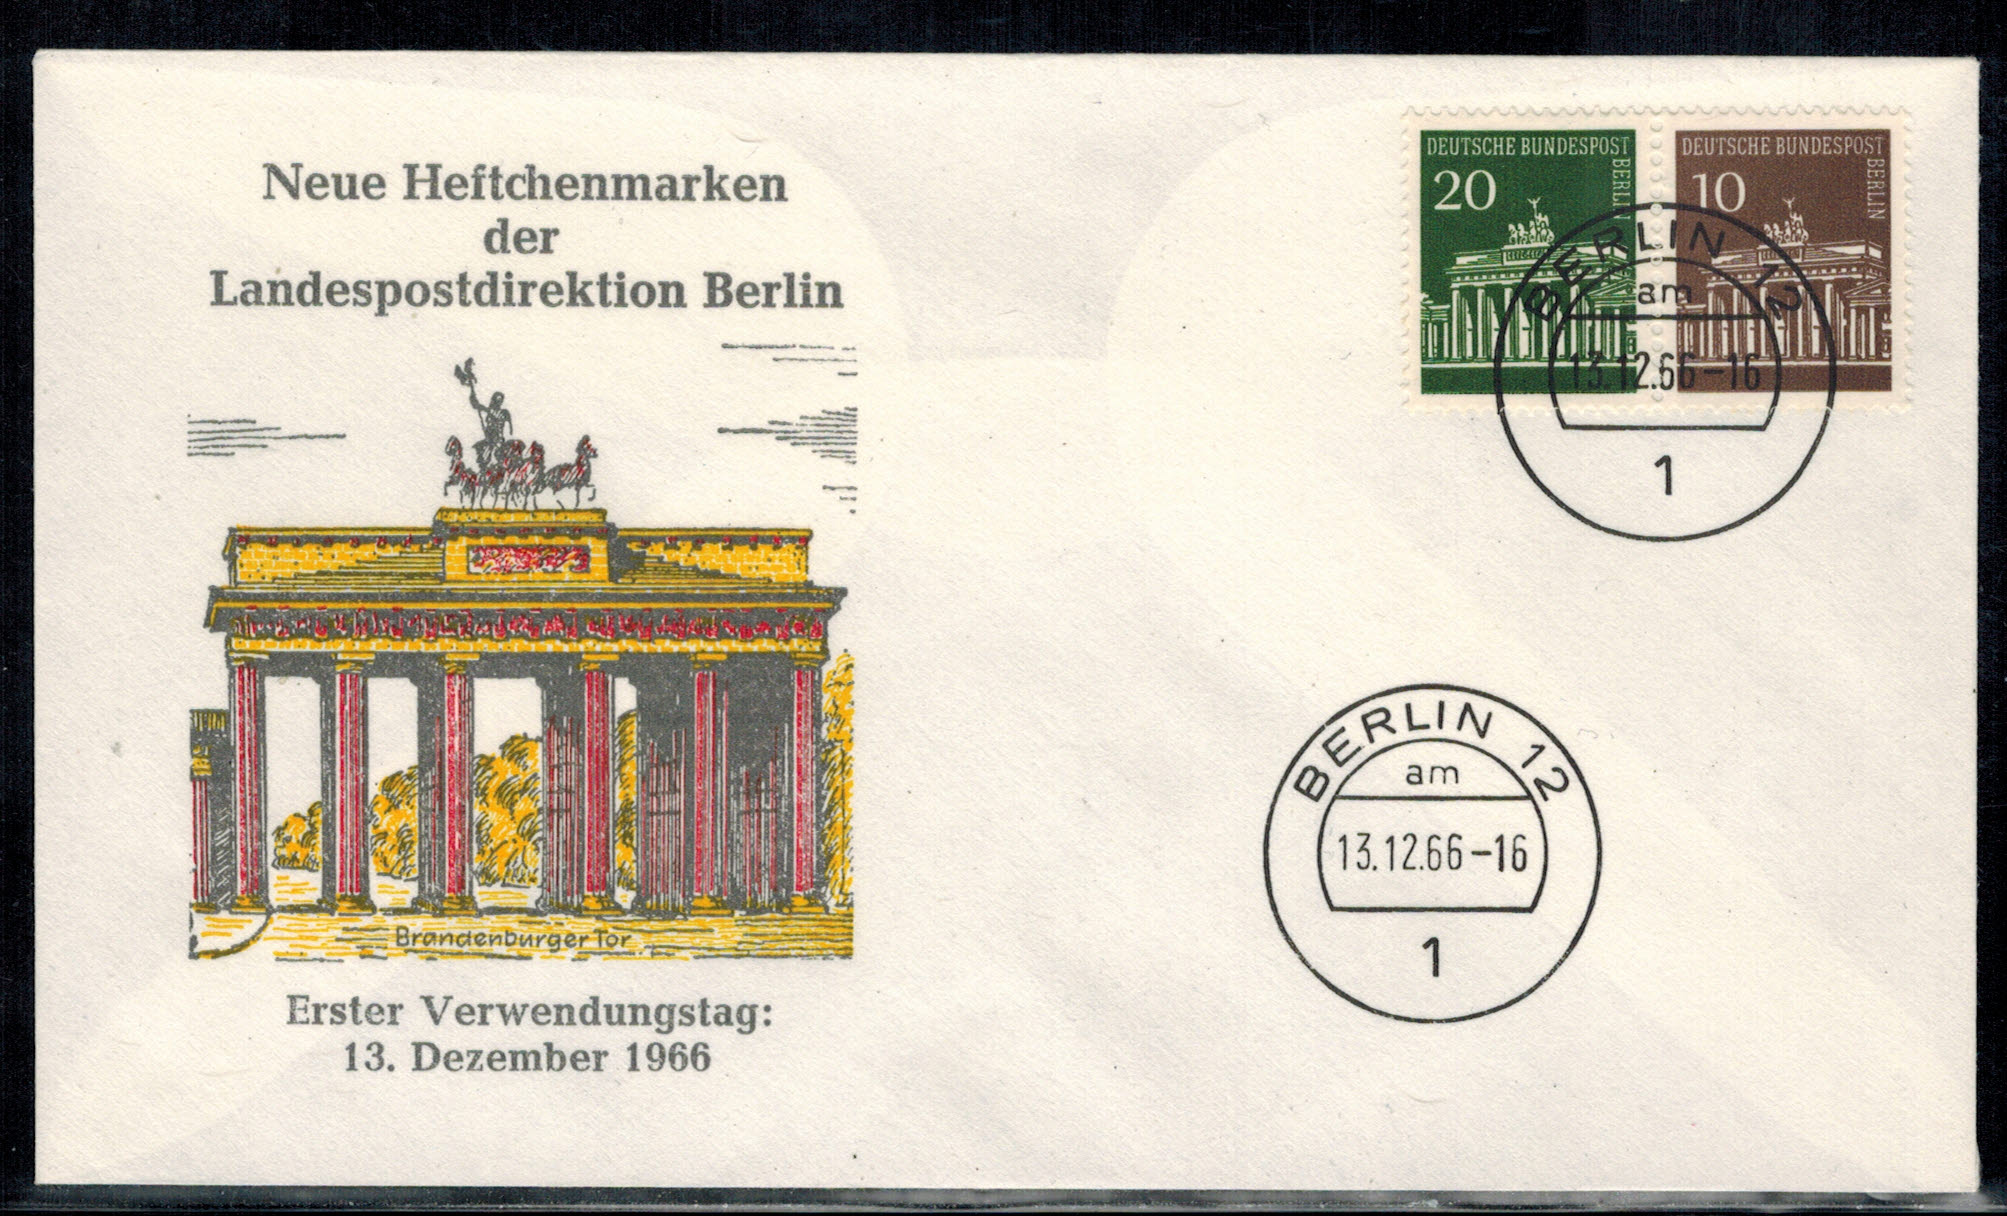 Neue Heftchenmarken
der
Landespostdirektion Berlin
Brandenburger Tor
Erster Verwendungstag:
13. Dezember 1966
DEUTSCHE BUNDESPOST
BERLIN
20
DEUTSCHE BUNDESPOST
BERLIN
10
BERLIN 12
am
13.12.66-16
1
BERLIN 12
am
13.12.66-16
1